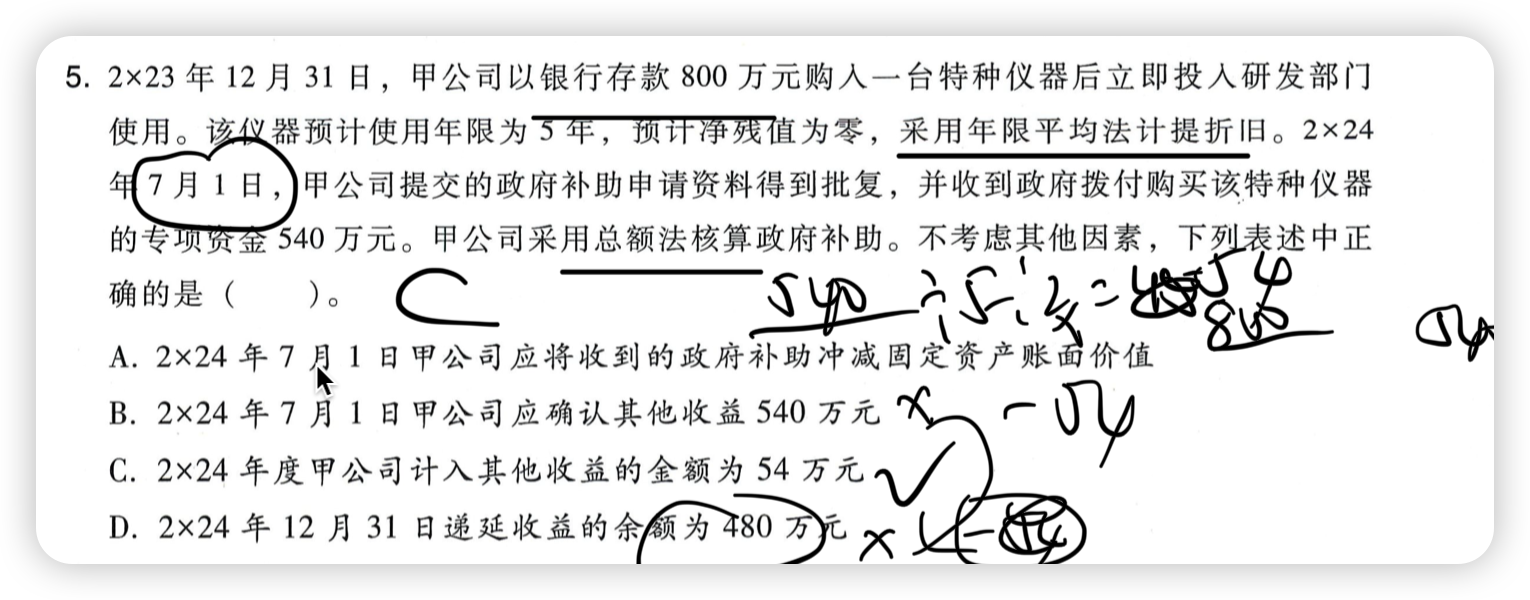 5. 2×23 年 12 月 31 日，甲公司以银行存款 800 万元购入一台特种仪器后立即投入研发部门
使用。该仪器预计使用年限为 5 年，预计净残值为零，采用年限平均法计提折旧。2×24
年 7 月 1 日，甲公司提交的政府补助申请资料得到批复，并收到政府拨付购买该特种仪器
的专项资金 540 万元。甲公司采用总额法核算政府补助。不考虑其他因素，下列表述中正
确的是（　　）。
C 540 ÷5÷2 = 54
800
54
A. 2×24 年 7 月 1 日甲公司应将收到的政府补助冲减固定资产账面价值
B. 2×24 年 7 月 1 日甲公司应确认其他收益 540 万元 × -54
C. 2×24 年度甲公司计入其他收益的金额为 54 万元 ✓
D. 2×24 年 12 月 31 日递延收益的余额为 480 万元 ×